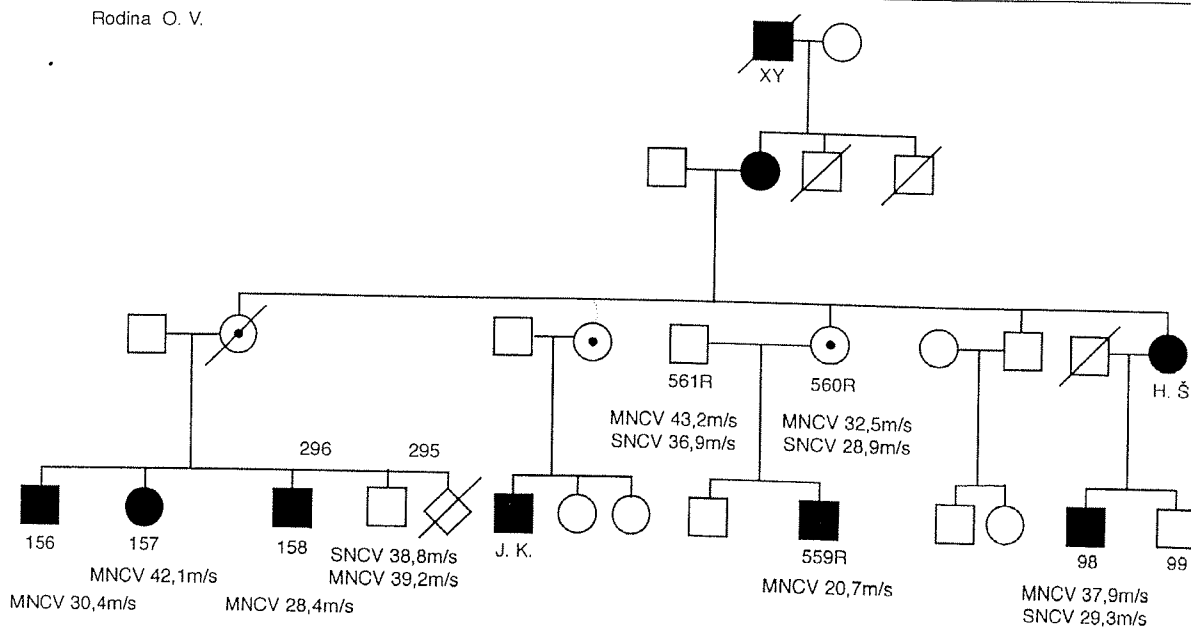 Rodina O. V.
XY
H. Š
561R
560R
MNCV 43,2m/s
SNCV 36,9m/s
MNCV 32,5m/s
SNCV 28,9m/s
296
295
156
157
158
SNCV 38,8m/s
MNCV 39,2m/s
MNCV 42,1m/s
MNCV 30,4m/s
MNCV 28,4m/s
J. K.
559R
MNCV 20,7m/s
98
99
MNCV 37,9m/s
SNCV 29,3m/s